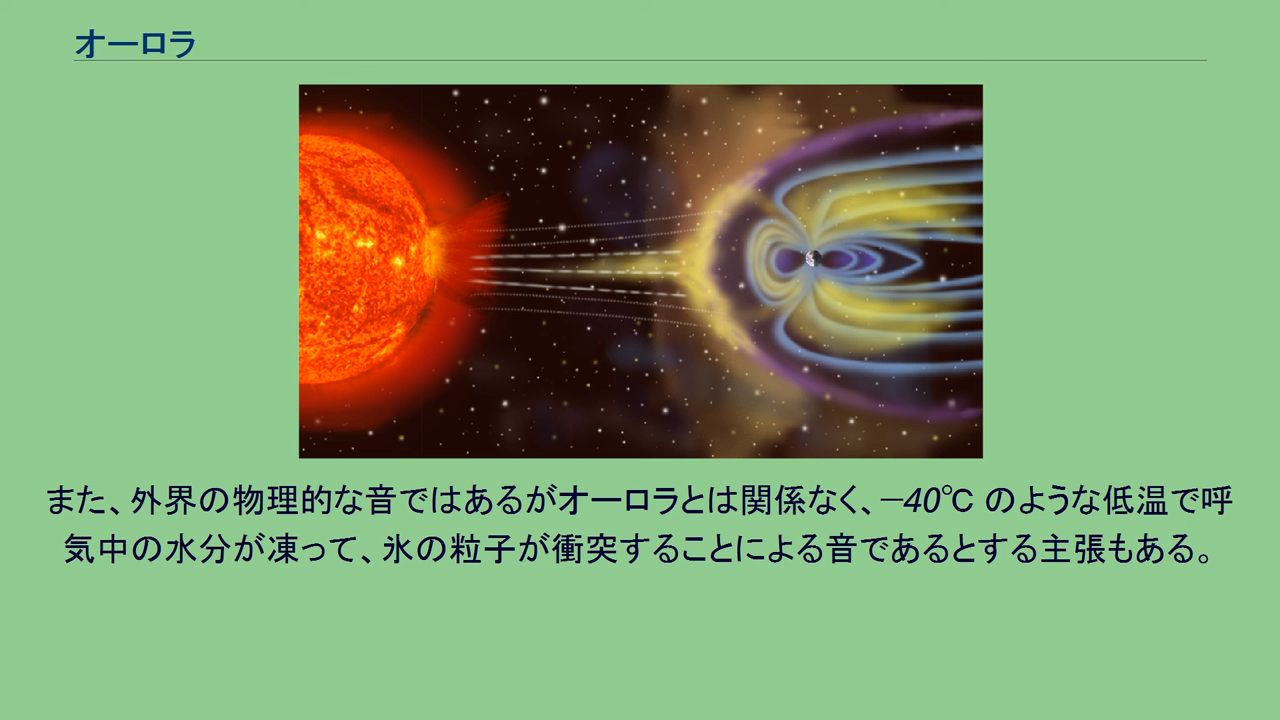 オーロラ
また、外界の物理的な音ではあるがオーロラとは関係なく、−40℃ のような低温で呼
気中の水分が凍って、氷の粒子が衝突することによる音であるとする主張もある。